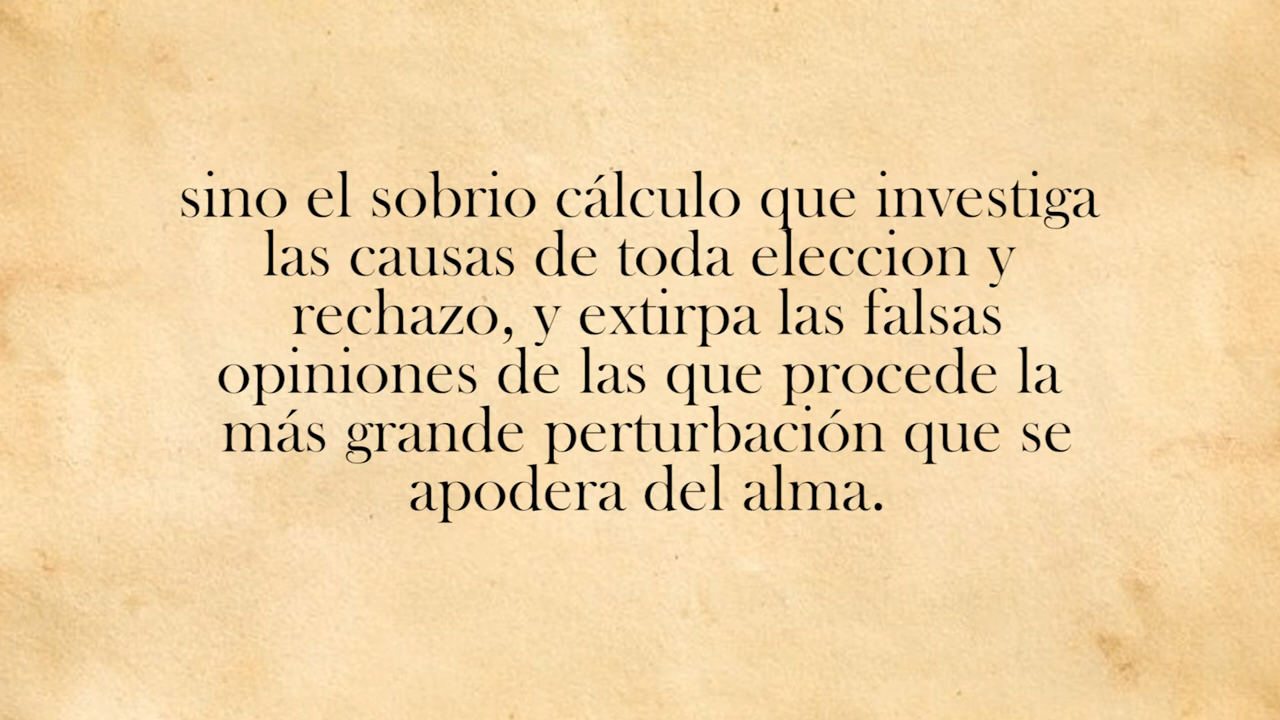 sino el sobrio cálculo que investiga
las causas de toda eleccion y
rechazo, y extirpa las falsas
opiniones de las que procede la
más grande perturbación que se
apodera del alma.